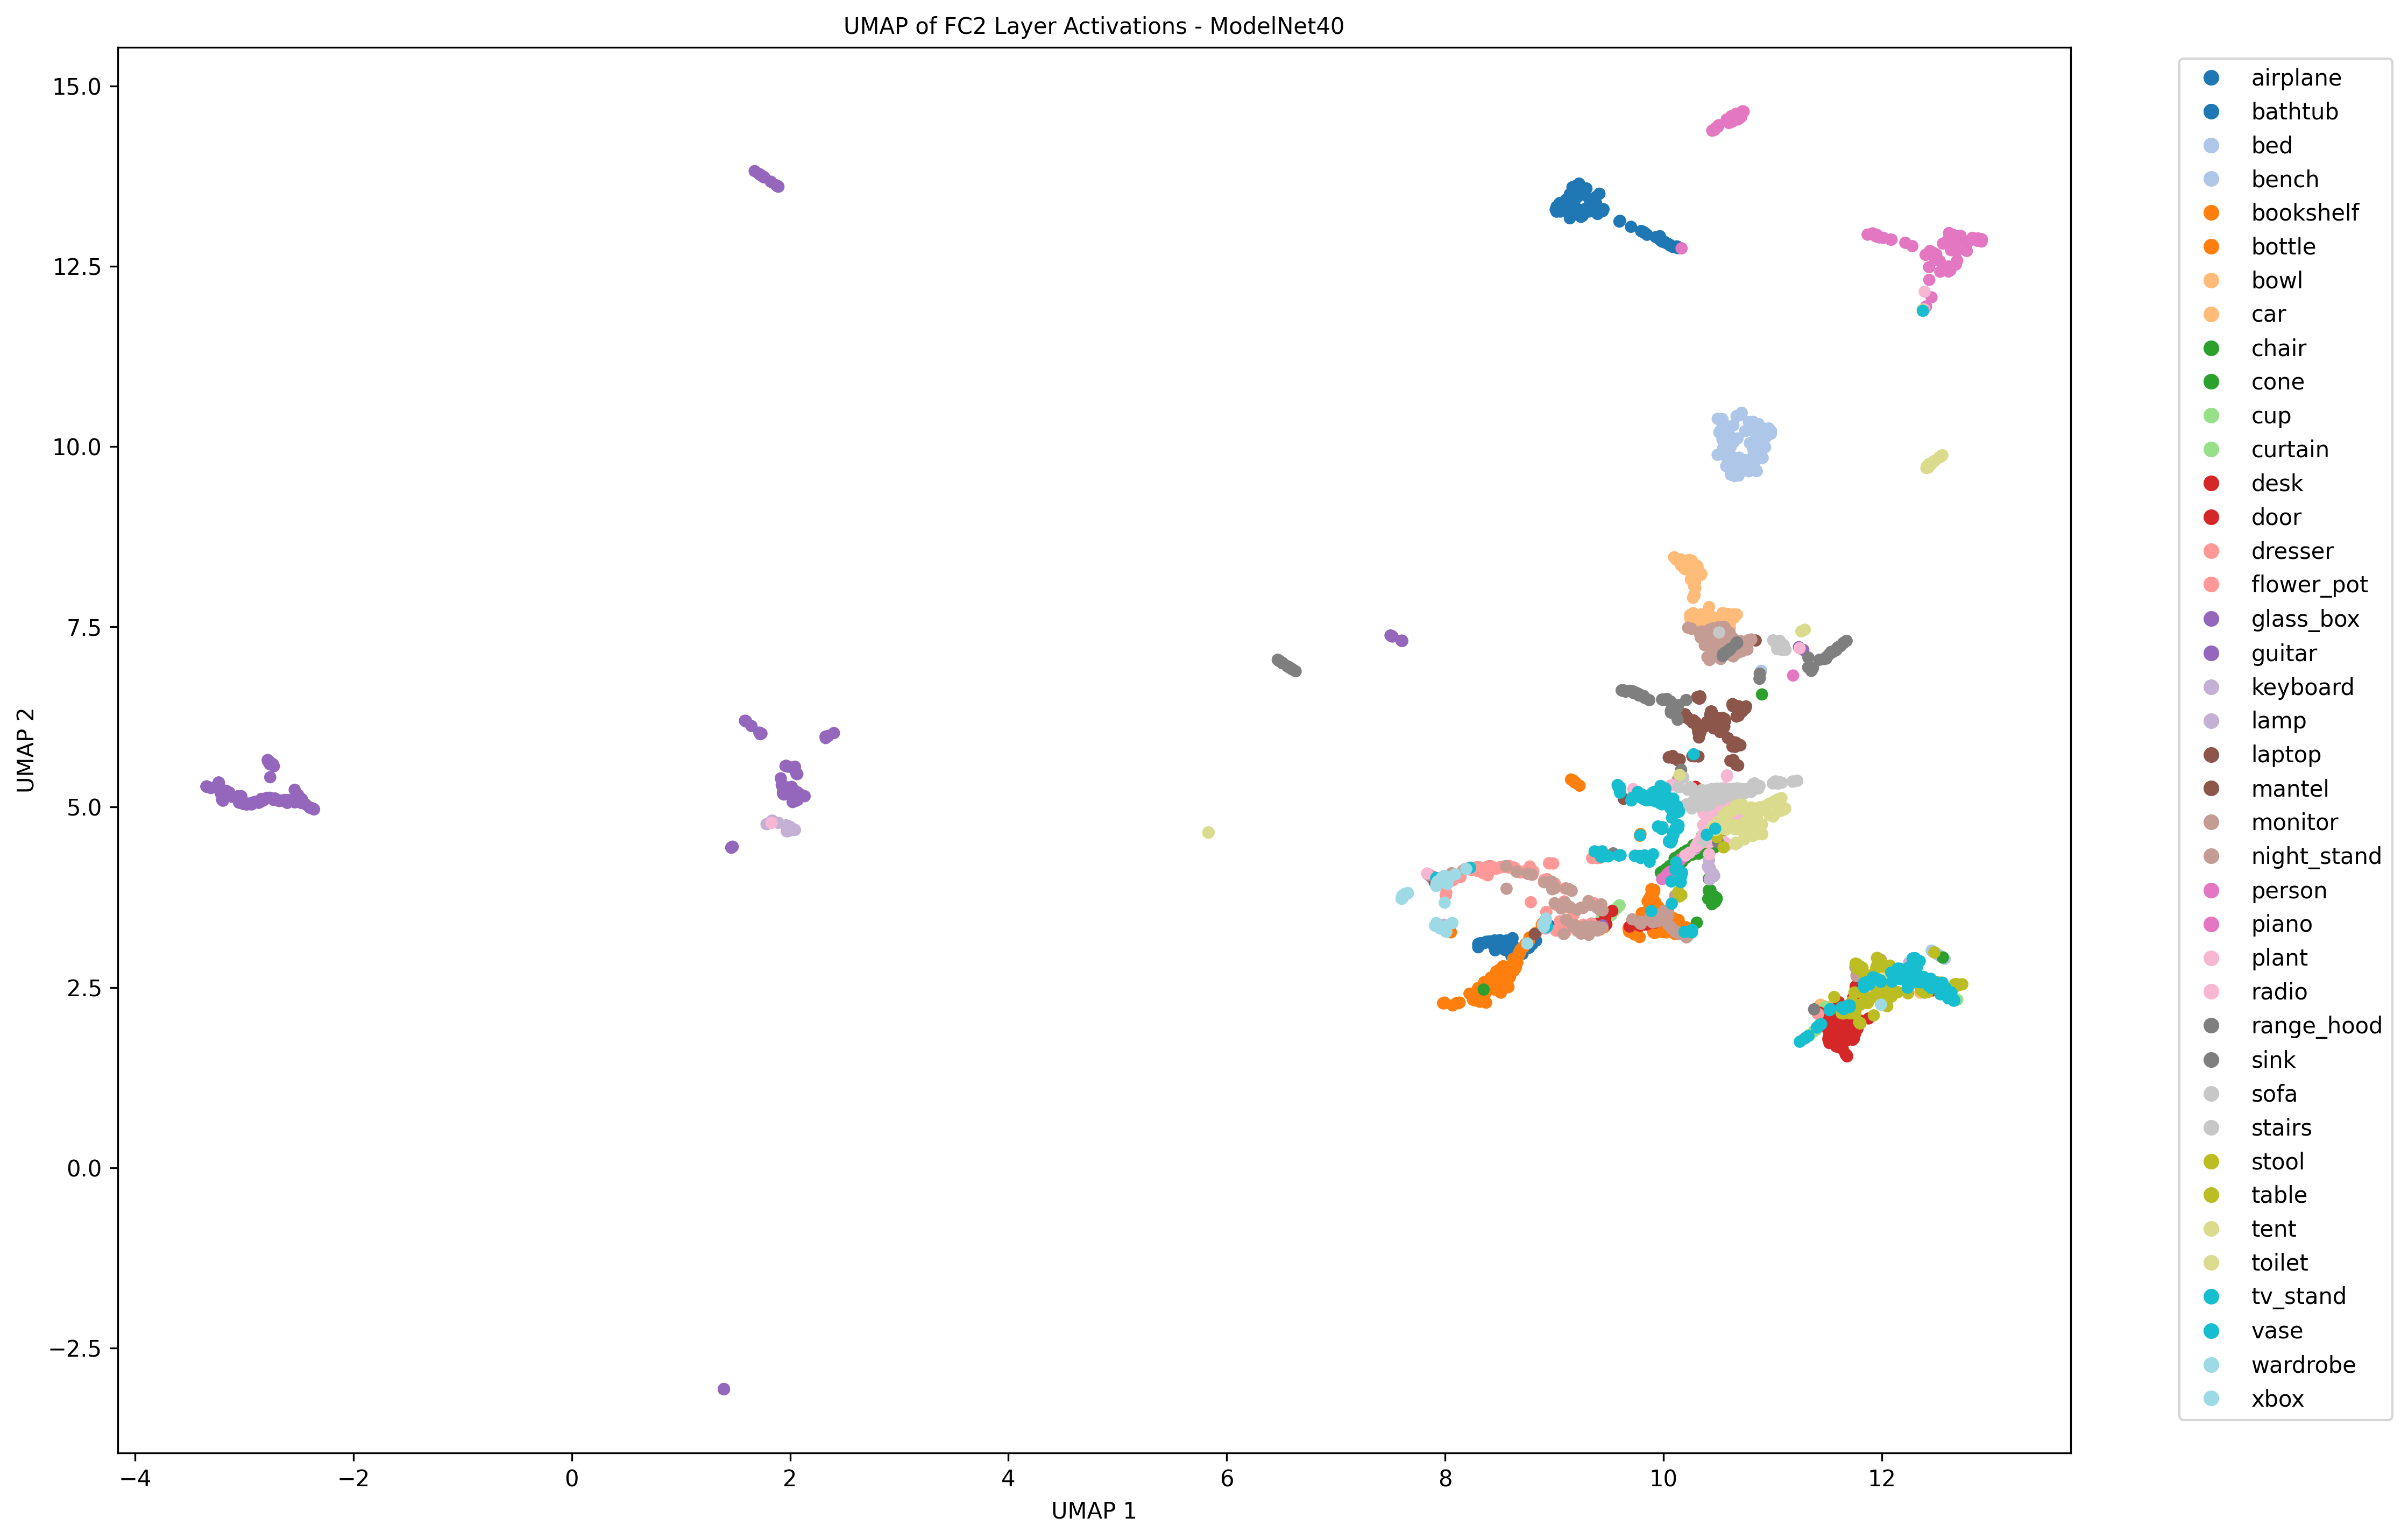 UMAP of FC2 Layer Activations - ModelNet40
15.0
12.5
10.0
7.5
5.0
2.5
0.0
−2.5
UMAP 2
−4
−2
0
2
4
6
8
10
12
UMAP 1
airplane
bathtub
bed
bench
bookshelf
bottle
bowl
car
chair
cone
cup
curtain
desk
door
dresser
flower_pot
glass_box
guitar
keyboard
lamp
laptop
mantel
monitor
night_stand
person
piano
plant
radio
range_hood
sink
sofa
stairs
stool
table
tent
toilet
tv_stand
vase
wardrobe
xbox